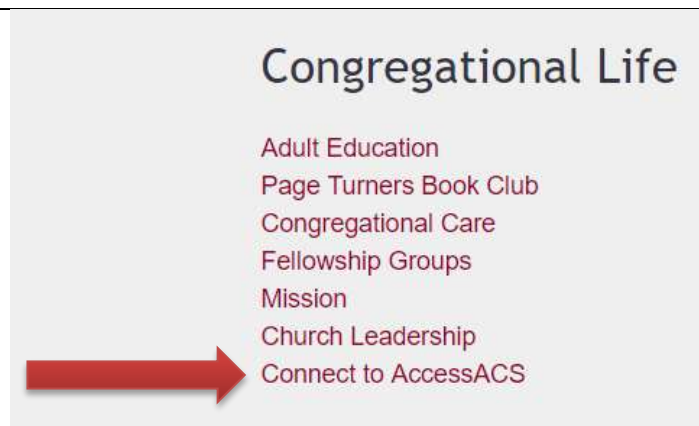 Congregational Life
Adult Education
Page Turners Book Club
Congregational Care
Fellowship Groups
Mission
Church Leadership
Connect to AccessACS